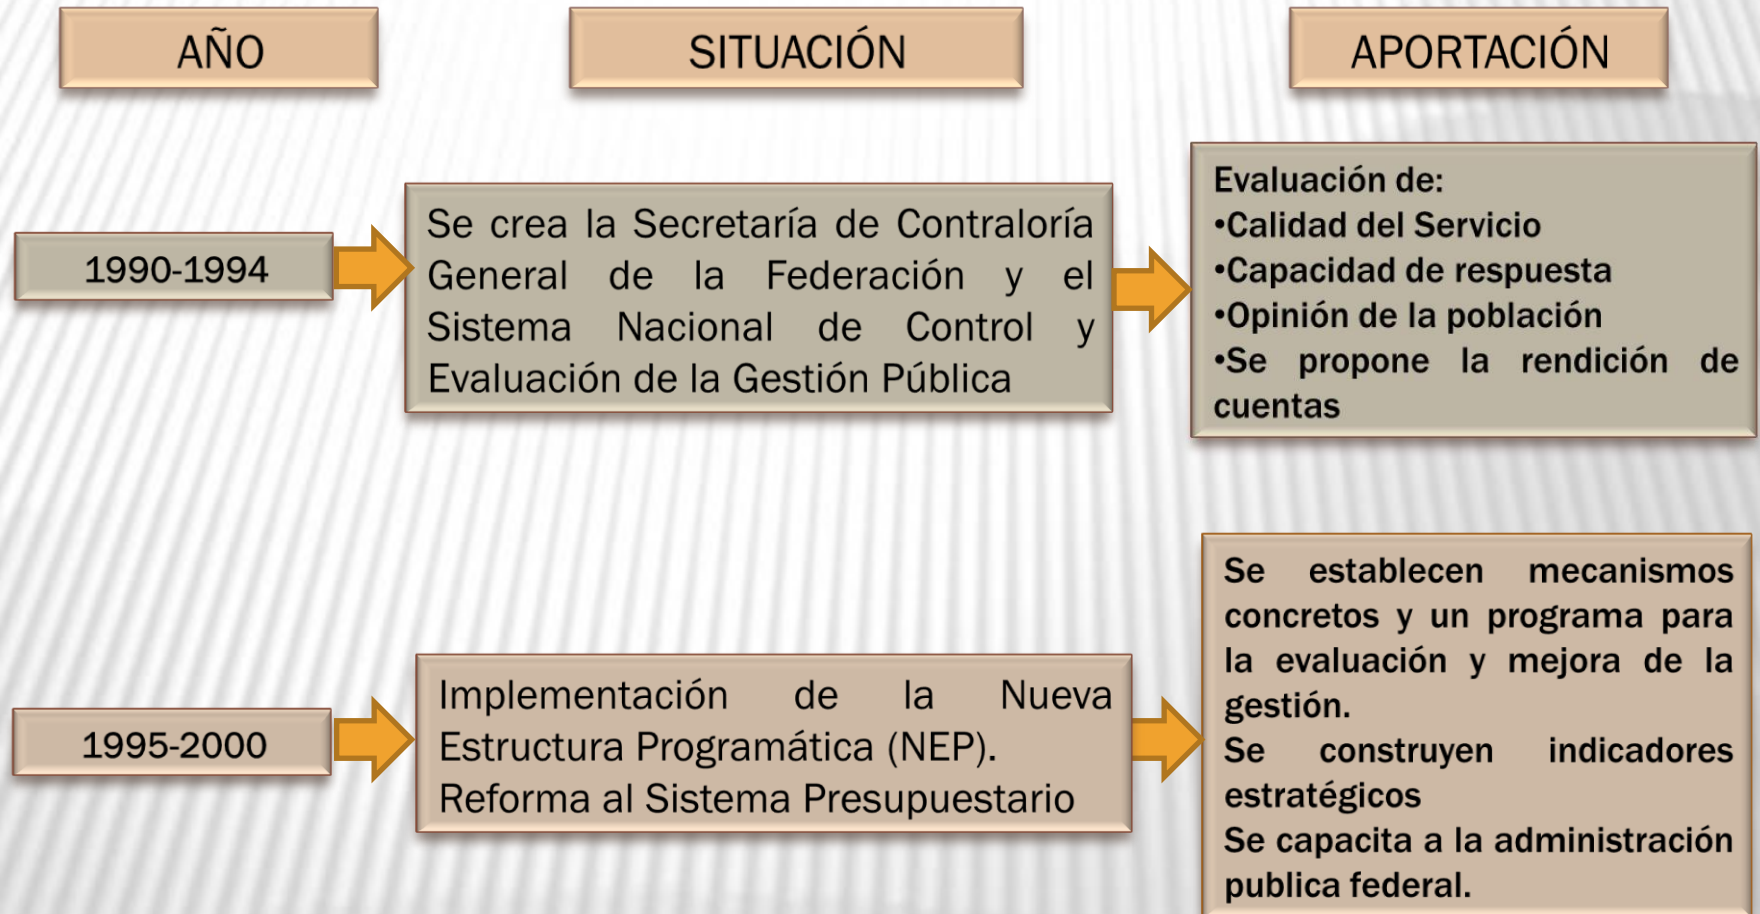 AÑO
SITUACIÓN
APORTACIÓN
1990-1994
Se crea la Secretaría de Contraloría
General de la Federación y el
Sistema Nacional de Control y
Evaluación de la Gestión Pública
Evaluación de:
•Calidad del Servicio
•Capacidad de respuesta
•Opinión de la población
•Se propone la rendición de
cuentas
1995-2000
Implementación de la Nueva
Estructura Programática (NEP).
Reforma al Sistema Presupuestario
Se establecen mecanismos
concretos y un programa para
la evaluación y mejora de la
gestión.
Se construyen indicadores
estratégicos
Se capacita a la administración
publica federal.